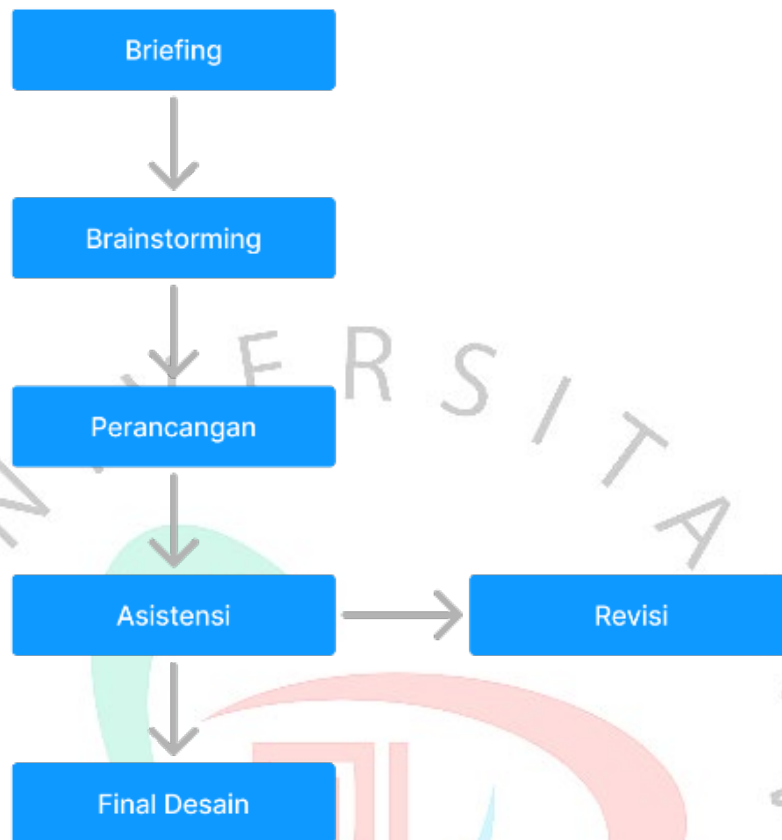 Briefing
Brainstorming
Perancangan
Asistensi
Revisi
Final Desain